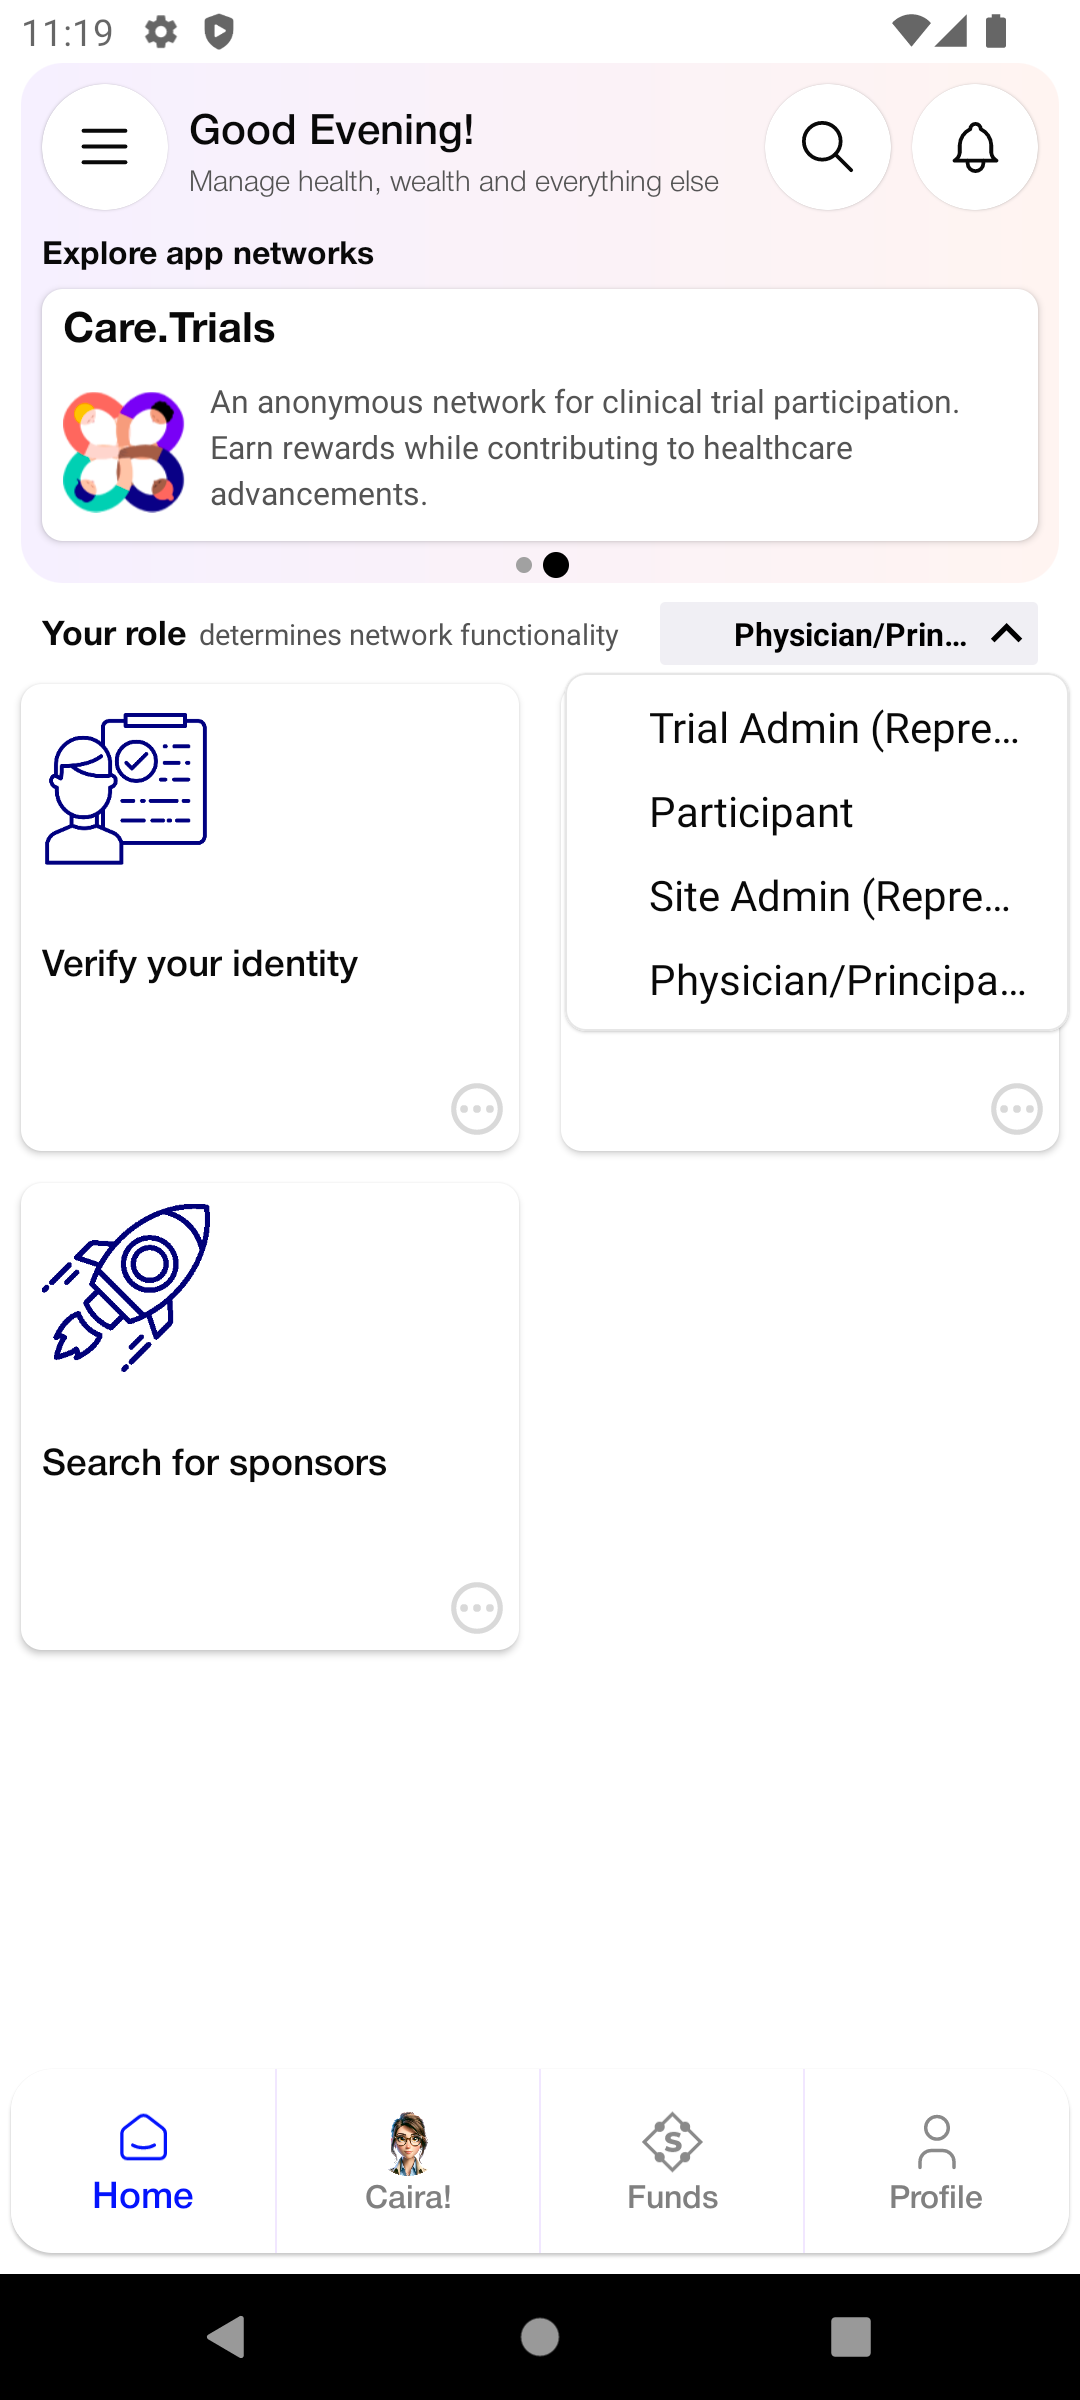 11:19
Good Evening!
Manage health, wealth and everything else
Explore app networks
Care.Trials
An anonymous network for clinical trial participation.
Earn rewards while contributing to healthcare
advancements.
Your role determines network functionality
Physician/Prin...
Trial Admin (Repre...
Participant
Site Admin (Repre...
Physician/Principa...
Verify your identity
Search for sponsors
Home
Caira!
Funds
Profile